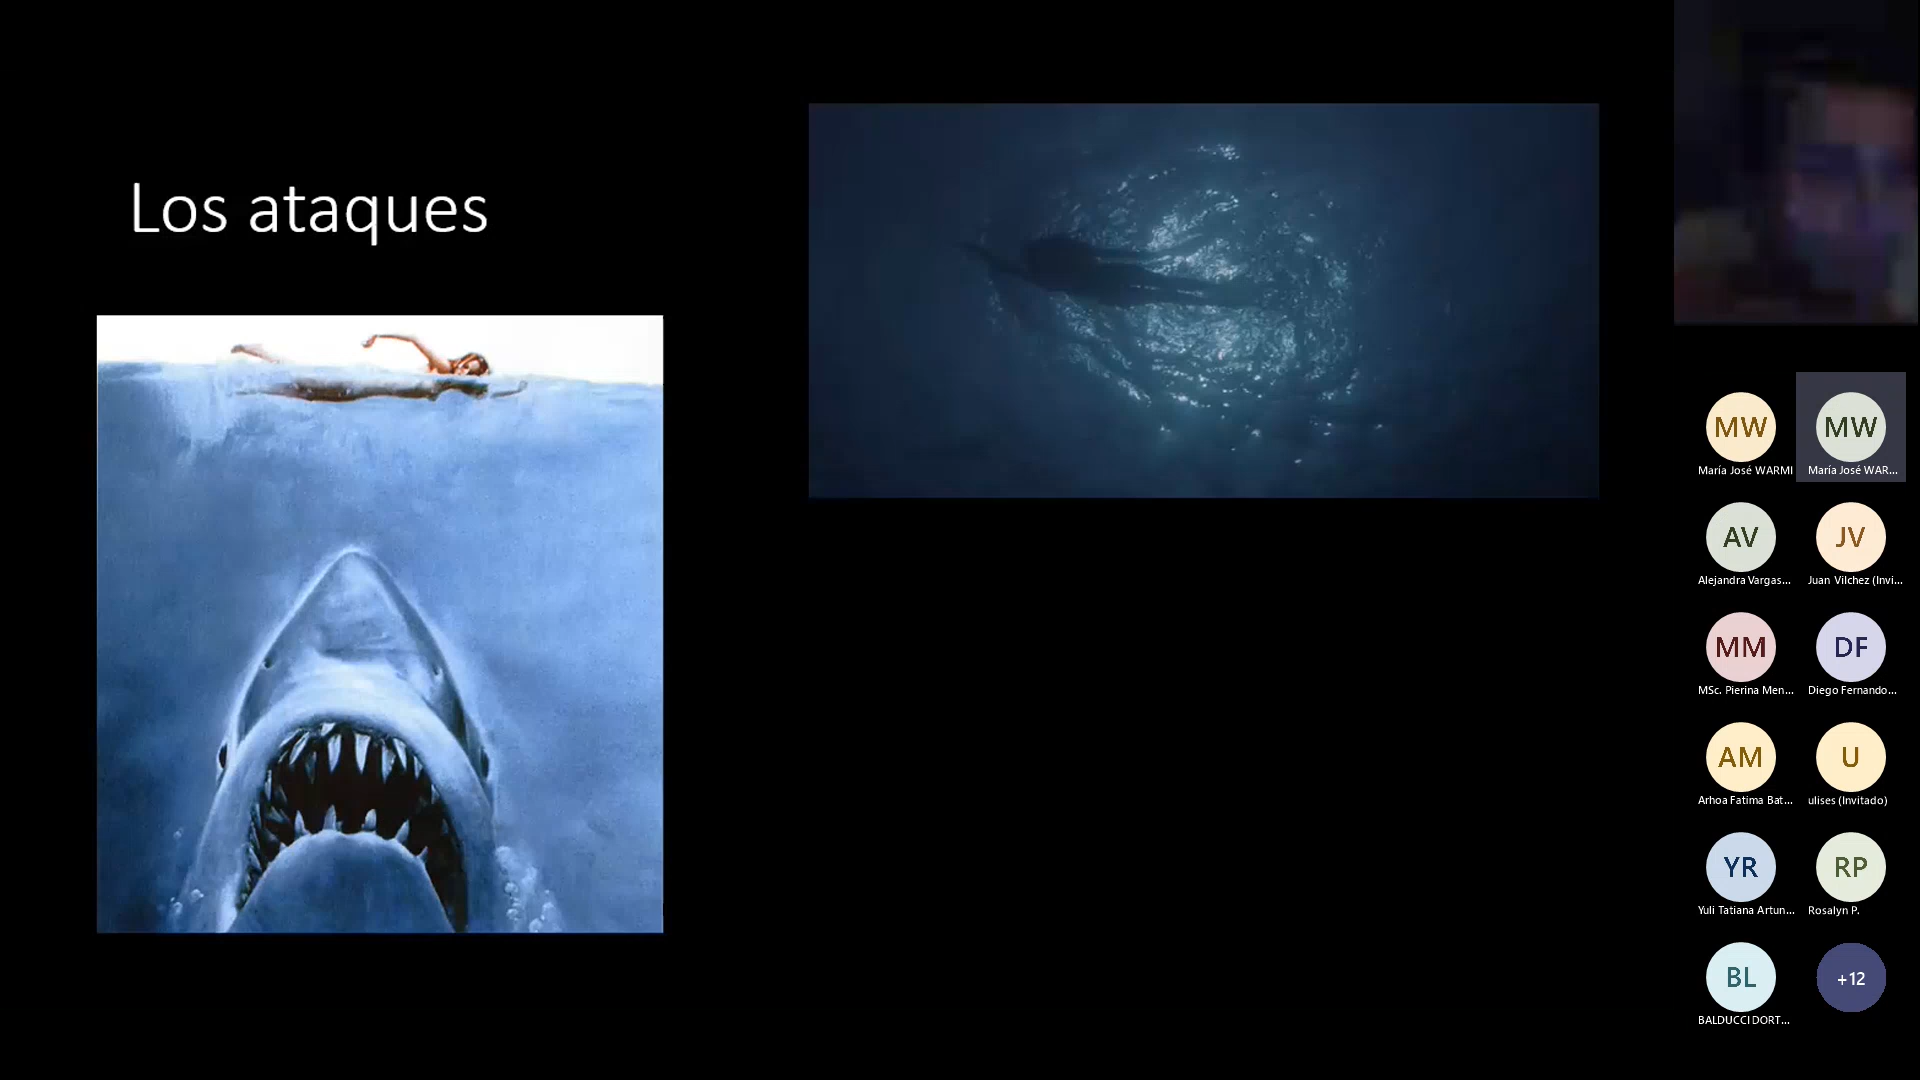 Los ataques
MW
María José WARMI
MW
María José WAR...
AV
Alejandra Vargas...
JV
Juan Vilchez (Invi...
MM
MSc. Pierina Men...
DF
Diego Fernando...
AM
Arhoa Fatima Bat...
U
ulises (Invitado)
YR
Yuli Tatiana Artun...
RP
Rosalyn P.
BL
BALDUCCI DORT...
+12